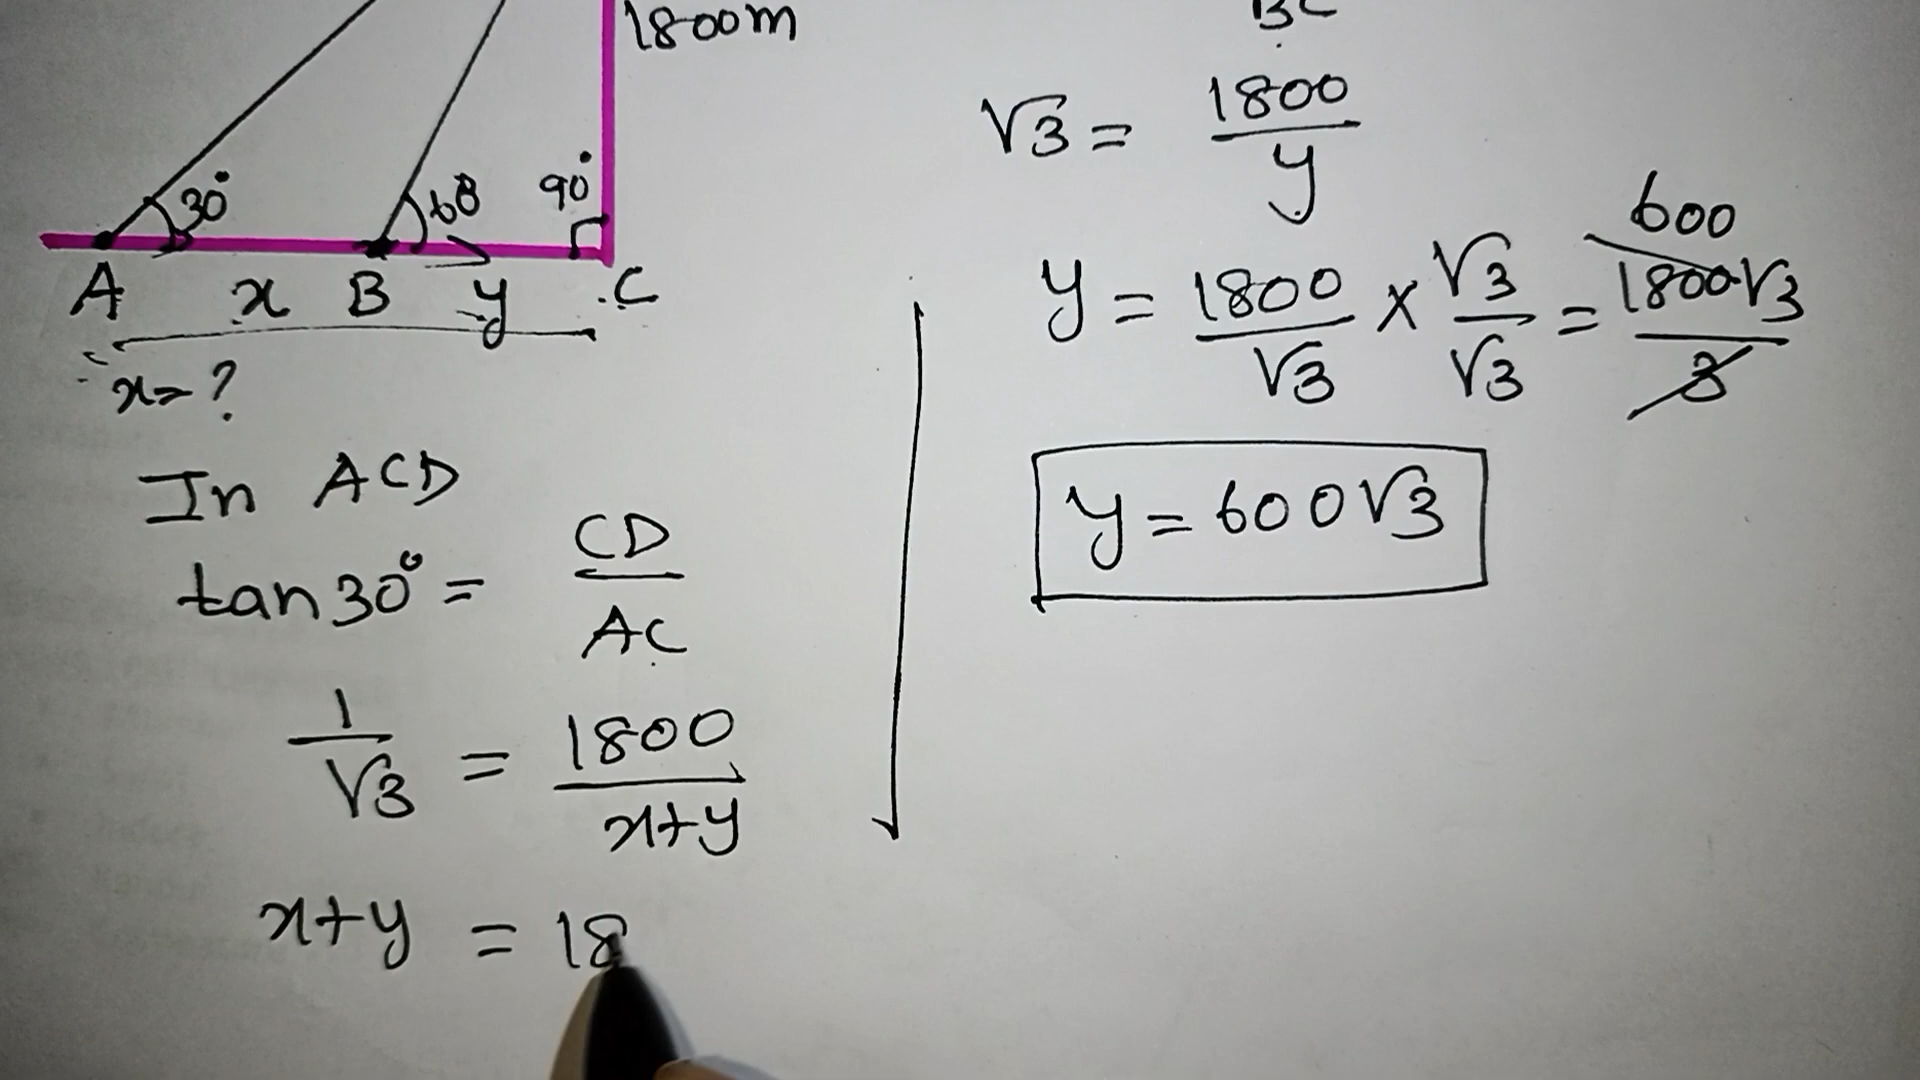 1800m
30° 60° 90°
A x B y .C
x=?
In ACD
tan30° = CD/AC
1/√3 = 1800/x+y
x+y = 18
BC
√3 = 1800/y
600
y = 1800/√3 × √3/√3 = 1800√3/3
y = 600√3